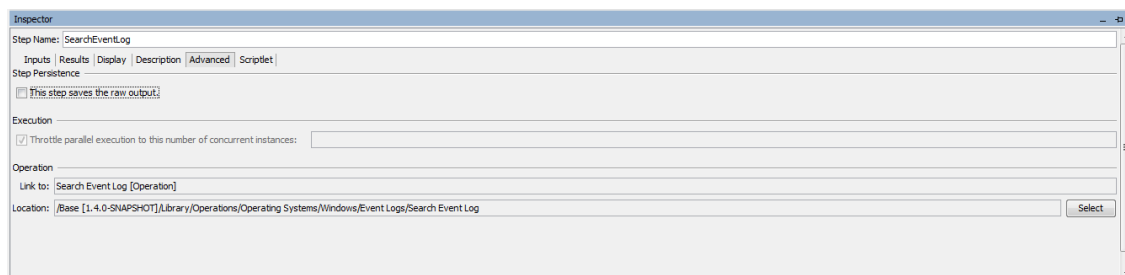 Inspector
Step Name: SearchEventLog
Inputs Results Display Description Advanced Scriptlet
Step Persistence
This step saves the raw output.
Execution
Throttle parallel execution to this number of concurrent instances:
Operation
Link to: Search Event Log [Operation]
Location: /Base [1.4.0-SNAPSHOT]/Library/Operations/Operating Systems/Windows/Event Logs/Search Event Log Select